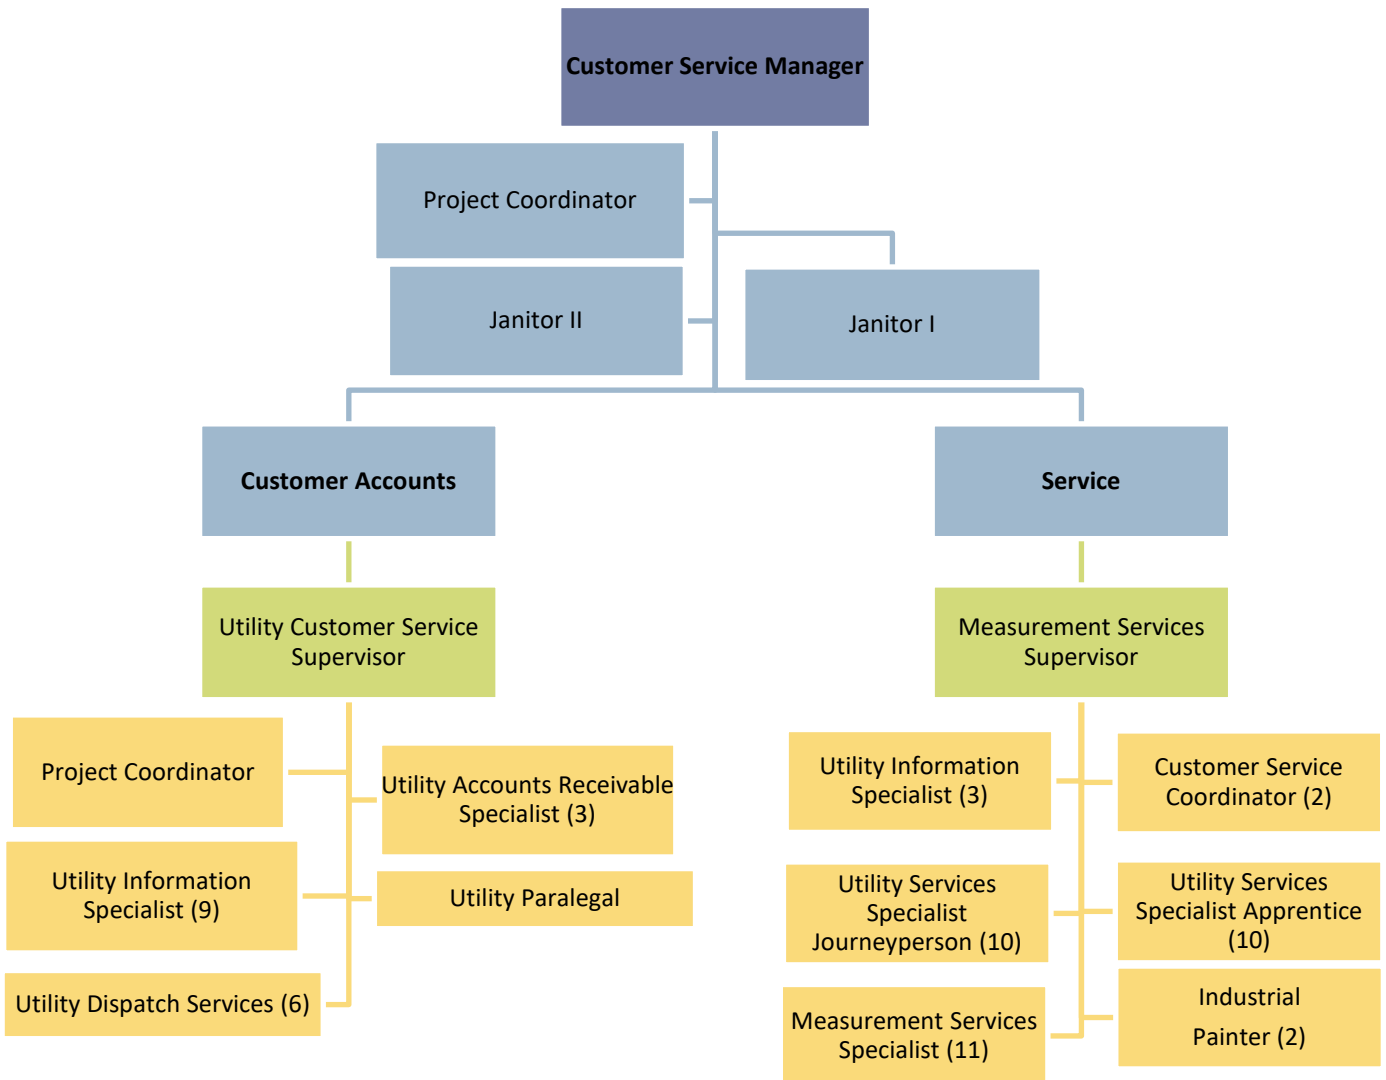 Customer Service Manager
Project Coordinator
Janitor II
Janitor I
Customer Accounts
Service
Utility Customer Service
Supervisor
Measurement Services
Supervisor
Project Coordinator
Utility Accounts Receivable
Specialist (3)
Utility Information
Specialist (9)
Utility Paralegal
Utility Dispatch Services (6)
Utility Information
Specialist (3)
Customer Service
Coordinator (2)
Utility Services
Specialist
Journeyperson (10)
Utility Services
Specialist Apprentice
(10)
Measurement Services
Specialist (11)
Industrial
Painter (2)